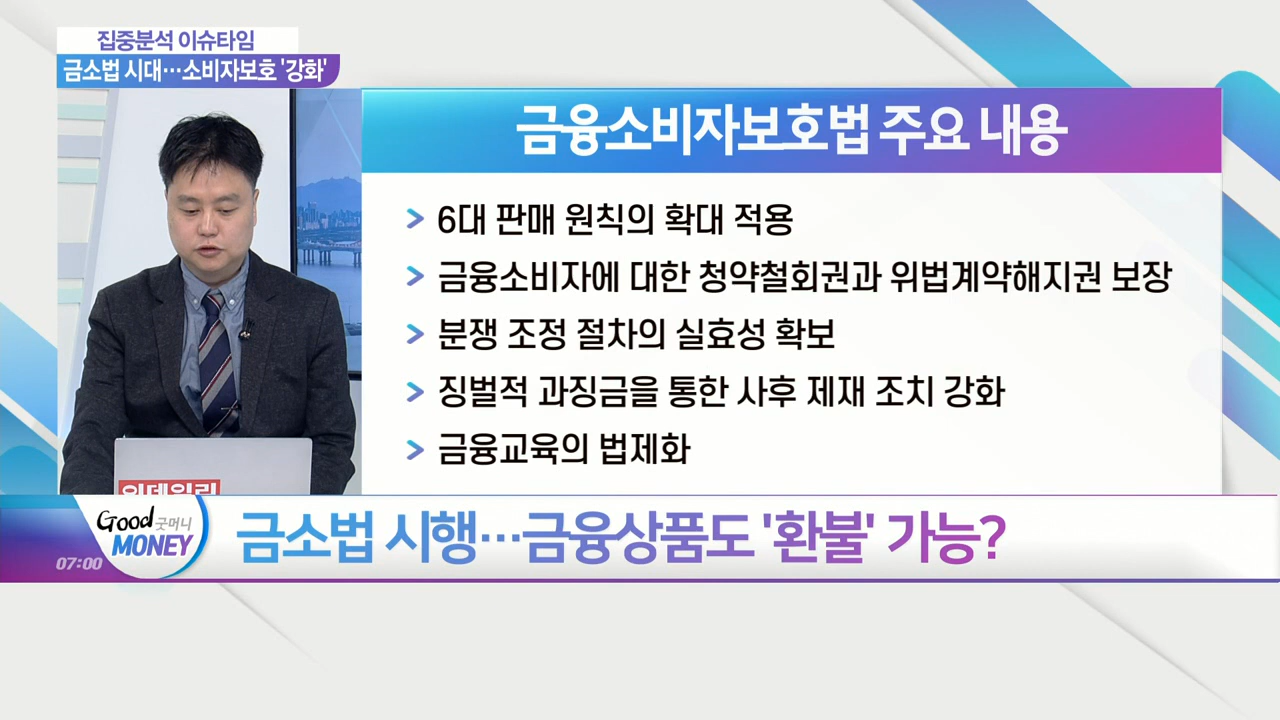 집중분석 이슈타임
금소법 시대…소비자보호 '강화'
금융소비자보호법 주요 내용
> 6대 판매 원칙의 확대 적용
> 금융소비자에 대한 청약철회권과 위법계약해지권 보장
> 분쟁 조정 절차의 실효성 확보
> 징벌적 과징금을 통한 사후 제재 조치 강화
> 금융교육의 법제화
Good 굿머니
MONEY
07:00
금소법 시행…금융상품도 '환불' 가능?